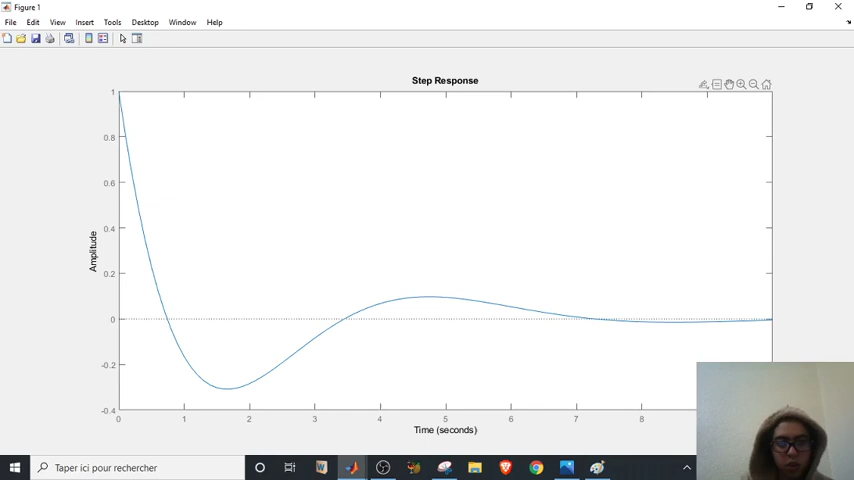 Figure 1
File Edit View Insert Tools Desktop Window Help
Step Response
1
0.8
0.6
0.4
0.2
0
-0.2
-0.4
Amplitude
0 1 2 3 4 5 6 7 8
Time (seconds)
Taper ici pour rechercher